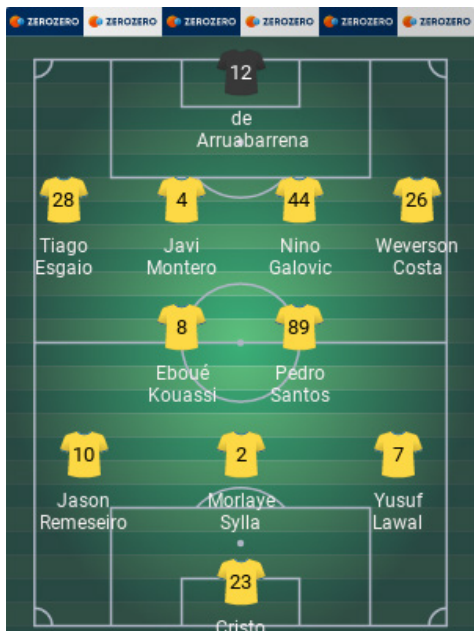 ZEROZERO ZEROZERO ZEROZERO ZEROZERO ZEROZERO ZEROZERO
12
de
Arruabarrena
28 4 44 26
Tiago Javi Nino Weverson
Esgaio Montero Galovic Costa
8 89
Eboué Pedro
Kouassi Santos
10 2 7
Jason Morlaye Yusuf
Remeseiro Sylla Lawal
23
Cristo